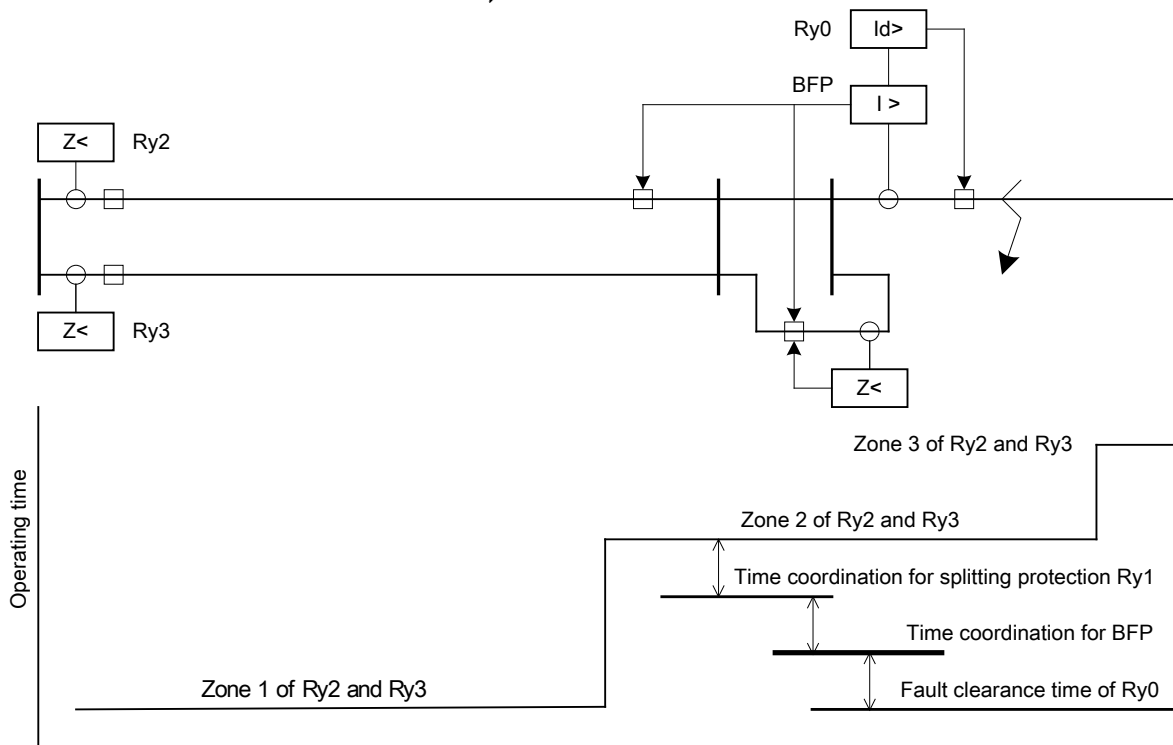 Ry0
Id>
BFP
I >
Z<
Ry2
Z<
Ry3
Z<
Operating time
Zone 3 of Ry2 and Ry3
Zone 2 of Ry2 and Ry3
Time coordination for splitting protection Ry1
Time coordination for BFP
Zone 1 of Ry2 and Ry3
Fault clearance time of Ry0